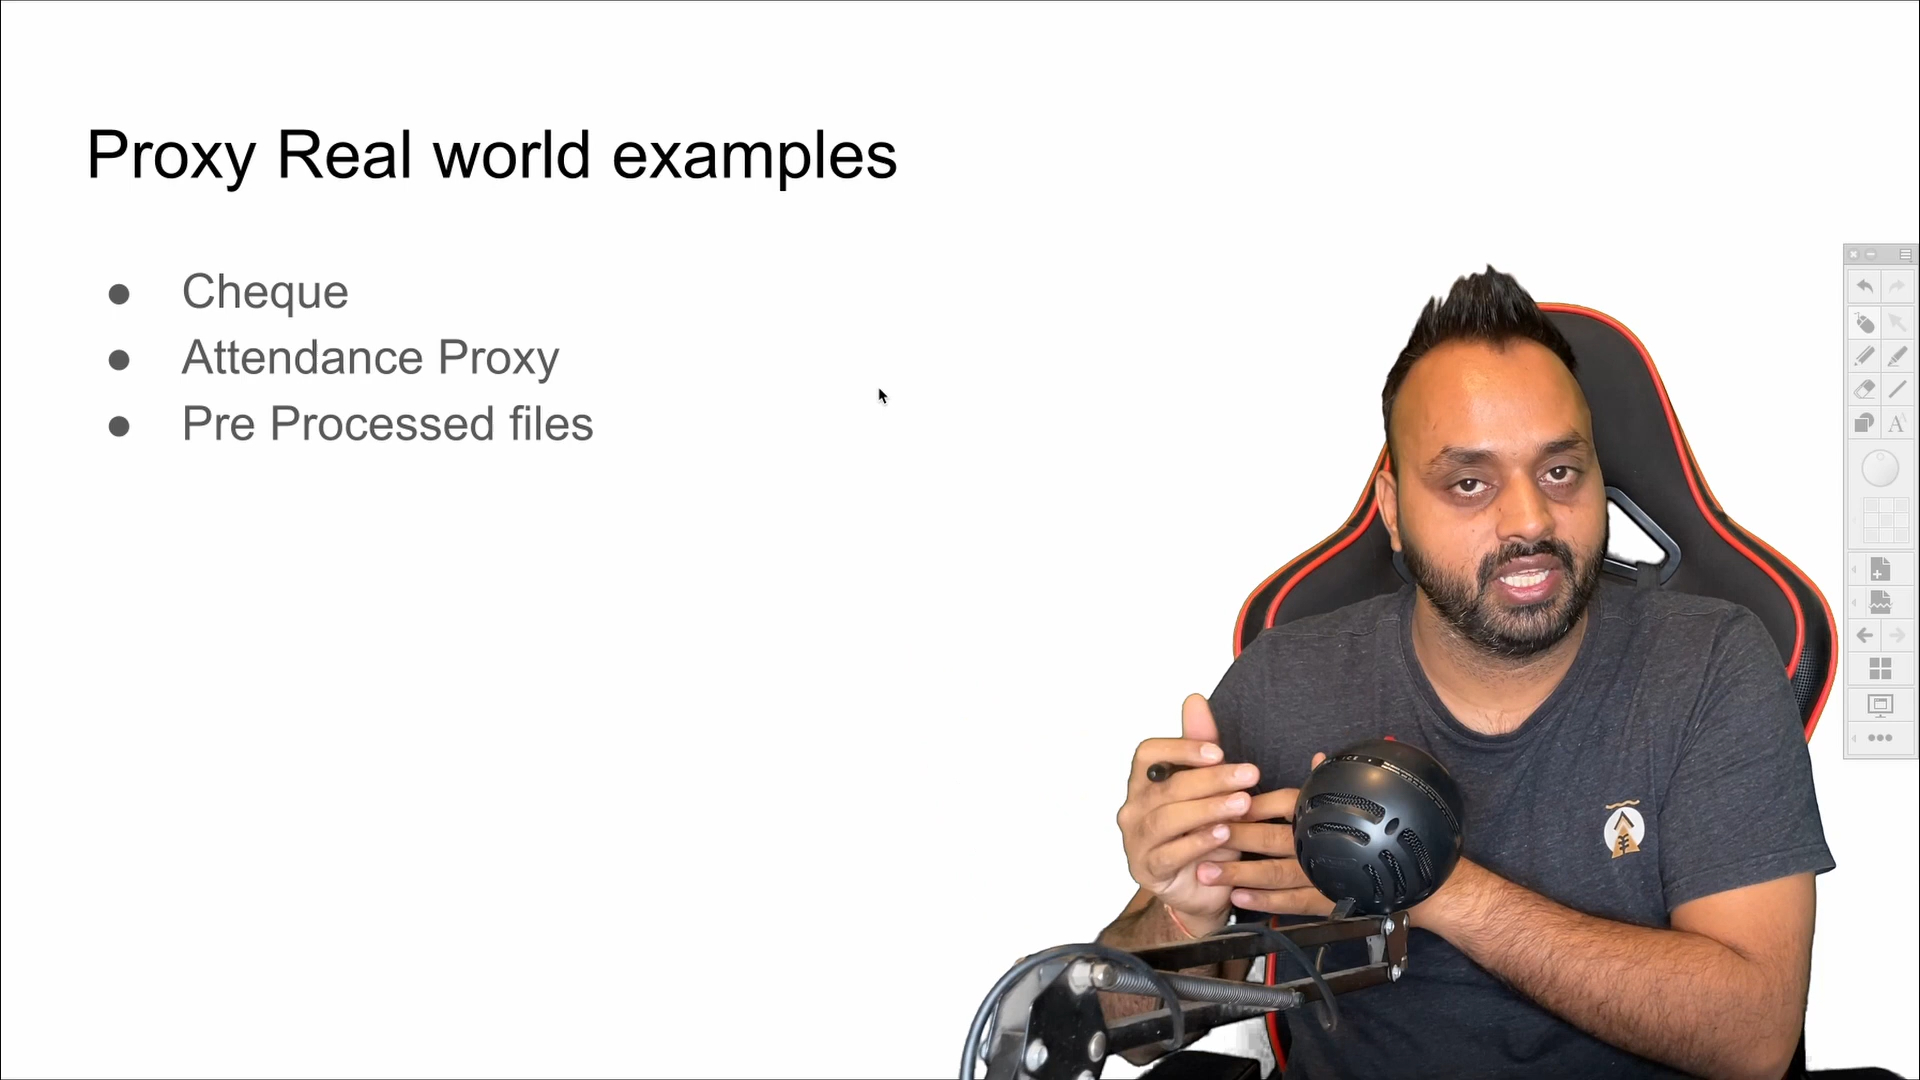 Proxy Real world examples
● Cheque
● Attendance Proxy
● Pre Processed files
A